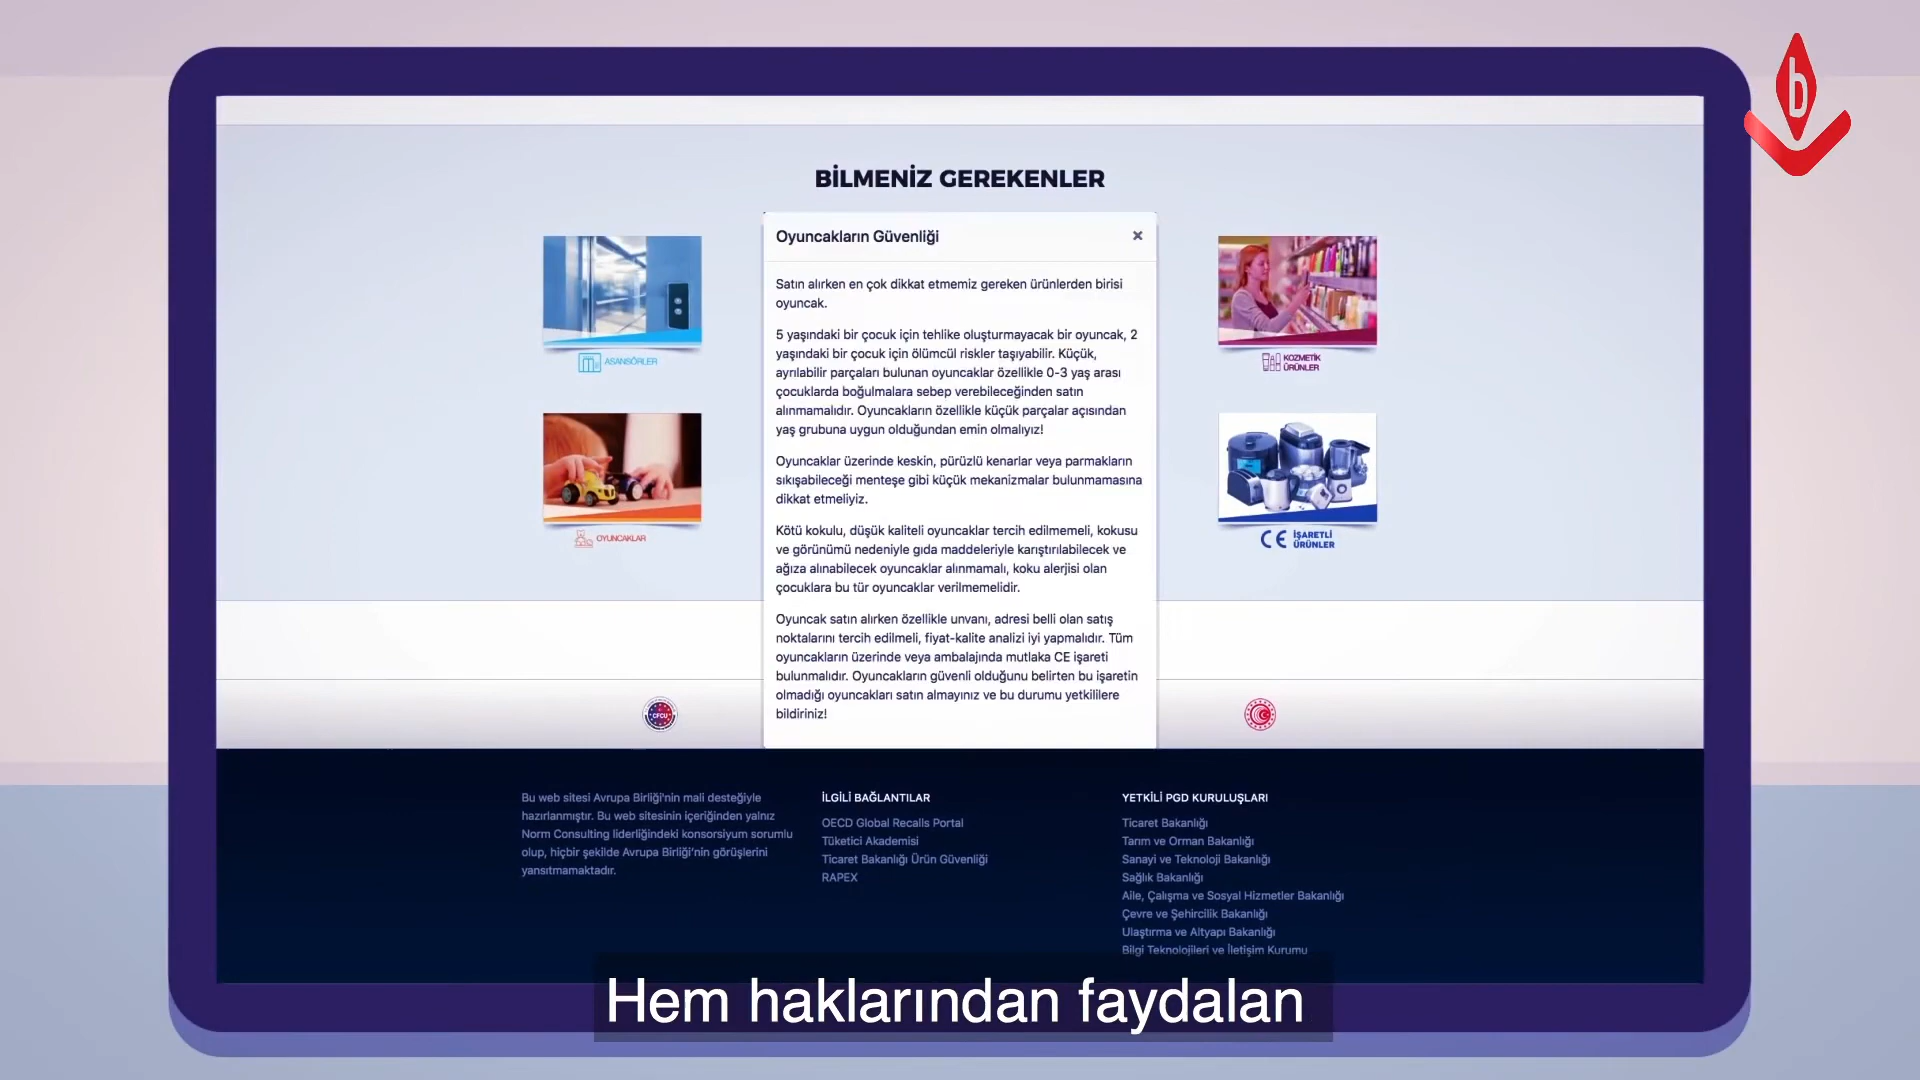 b
BİLMENİZ GEREKENLER
ASANSÖRLER
OYUNCAKLAR
Oyuncakların Güvenliği
×
Satın alırken en çok dikkat etmemiz gereken ürünlerden birisi
oyuncak.
5 yaşındaki bir çocuk için tehlike oluşturmayacak bir oyuncak, 2
yaşındaki bir çocuk için ölümcül riskler taşıyabilir. Küçük,
ayrılabilir parçaları bulunan oyuncaklar özellikle 0-3 yaş arası
çocuklarda boğulmalara sebep verebileceğinden satın
alınmamalıdır. Oyuncakların özellikle küçük parçalar açısından
yaş grubuna uygun olduğundan emin olmalıyız!
Oyuncaklar üzerinde keskin, pürüzlü kenarlar veya parmakların
sıkışabileceği menteşe gibi küçük mekanizmalar bulunmamasına
dikkat etmeliyiz.
Kötü kokulu, düşük kaliteli oyuncaklar tercih edilmemeli, kokusu
ve görünümü nedeniyle gıda maddeleriyle karıştırılabilecek ve
ağıza alınabilecek oyuncaklar alınmamalı, koku alerjisi olan
çocuklara bu tür oyuncaklar verilmemelidir.
Oyuncak satın alırken özellikle unvanı, adresi belli olan satış
noktalarını tercih edilmeli, fiyat-kalite analizi iyi yapmalıdır. Tüm
oyuncakların üzerinde veya ambalajında mutlaka CE işareti
bulunmalıdır. Oyuncakların güvenli olduğunu belirten bu işaretin
olmadığı oyuncakları satın almayınız ve bu durumu yetkililere
bildiriniz!
KOZMETİK
ÜRÜNLER
CE İŞARETLİ
ÜRÜNLER
CFCU
Bu web sitesi Avrupa Birliği'nin mali desteğiyle
hazırlanmıştır. Bu web sitesinin içeriğinden yalnız
Norm Consulting liderliğindeki konsorsiyum sorumlu
olup, hiçbir şekilde Avrupa Birliği'nin görüşlerini
yansıtmamaktadır.
İLGİLİ BAĞLANTILAR
OECD Global Recalls Portal
Tüketici Akademisi
Ticaret Bakanlığı Ürün Güvenliği
RAPEX
YETKİLİ PGD KURULUŞLARI
Ticaret Bakanlığı
Tarım ve Orman Bakanlığı
Sanayi ve Teknoloji Bakanlığı
Sağlık Bakanlığı
Aile, Çalışma ve Sosyal Hizmetler Bakanlığı
Çevre ve Şehircilik Bakanlığı
Ulaştırma ve Altyapı Bakanlığı
Bilgi Teknolojileri ve İletişim Kurumu
Hem haklarından faydalan